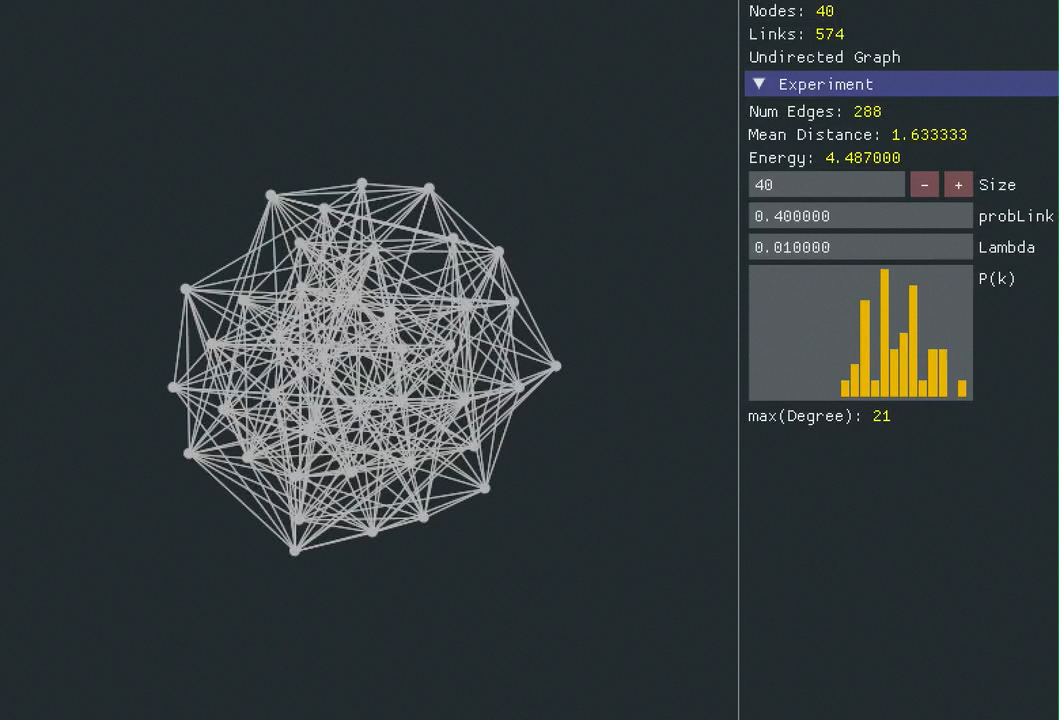 Nodes: 40
Links: 574
Undirected Graph
Experiment
Num Edges: 288
Mean Distance: 1.633333
Energy: 4.487000
40 - + Size
0.400000 probLink
0.010000 Lambda
P(k)
max(Degree): 21